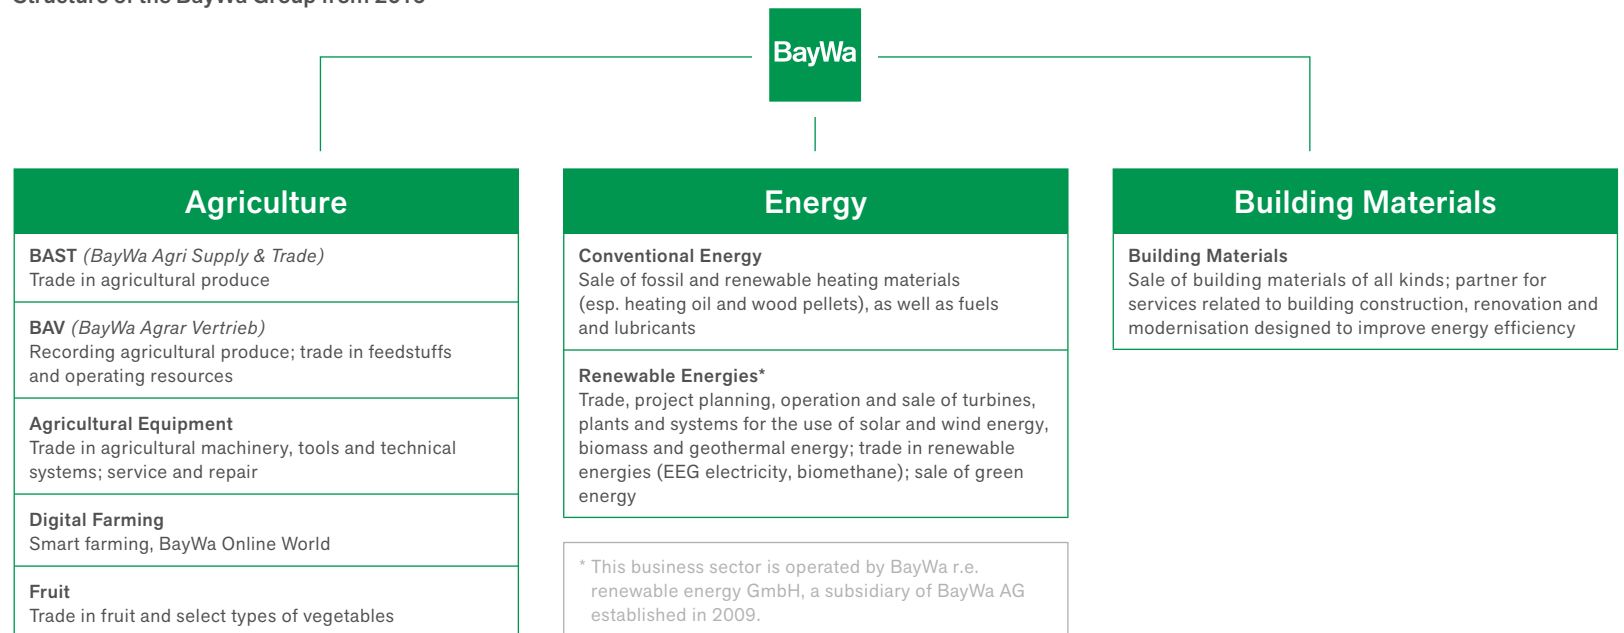 BayWa
Agriculture
BAST (BayWa Agri Supply & Trade)
Trade in agricultural produce
BAV (BayWa Agrar Vertrieb)
Recording agricultural produce; trade in feedstuffs
and operating resources
Agricultural Equipment
Trade in agricultural machinery, tools and technical
systems; service and repair
Digital Farming
Smart farming, BayWa Online World
Fruit
Trade in fruit and select types of vegetables
Energy
Conventional Energy
Sale of fossil and renewable heating materials
(esp. heating oil and wood pellets), as well as fuels
and lubricants
Renewable Energies*
Trade, project planning, operation and sale of turbines,
plants and systems for the use of solar and wind energy,
biomass and geothermal energy; trade in renewable
energies (EEG electricity, biomethane); sale of green
energy
* This business sector is operated by BayWa r.e.
renewable energy GmbH, a subsidiary of BayWa AG
established in 2009.
Building Materials
Building Materials
Sale of building materials of all kinds; partner for
services related to building construction, renovation and
modernisation designed to improve energy efficiency